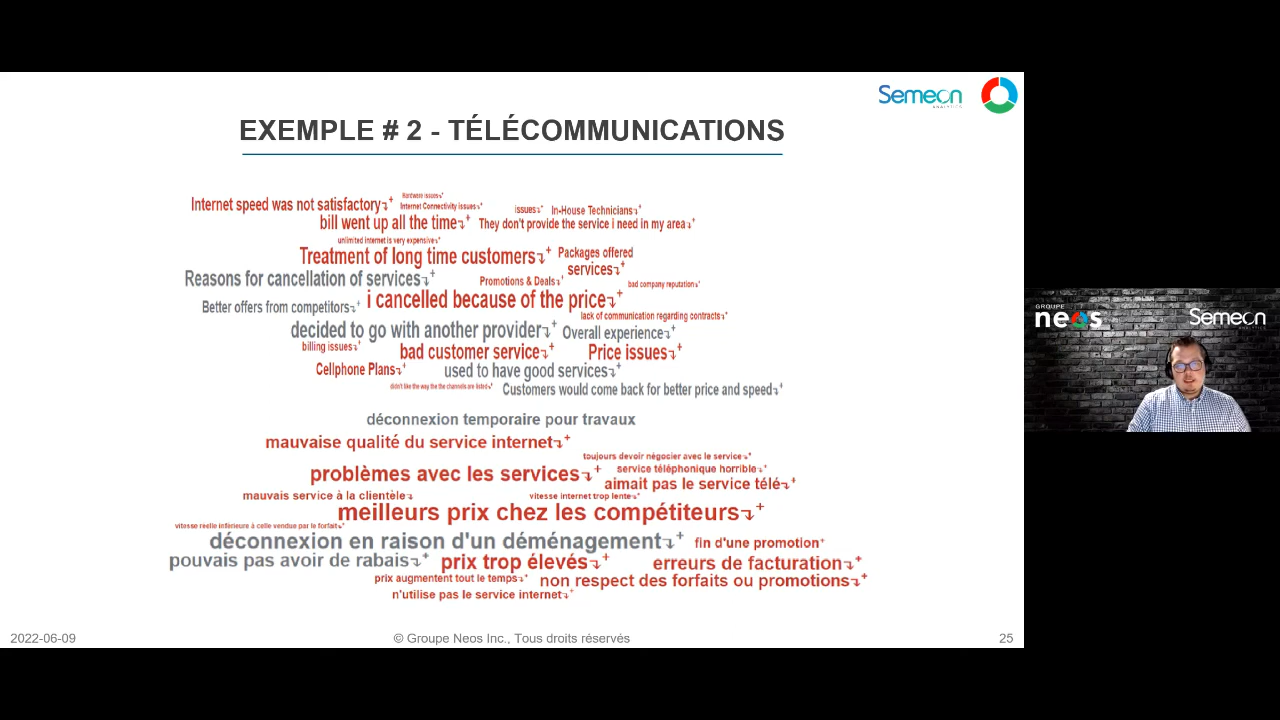 Semeon
ANALYTICS
EXEMPLE # 2 - TÉLÉCOMMUNICATIONS
Hardware issues
Internet speed was not satisfactory
Internet Connectivity issues
issues
In-House Technicians
bill went up all the time
They don't provide the service i need in my area
unlimited Internet is very expensive
Treatment of long time customers
Packages offered
services
Reasons for cancellation of services
Promotions & Deals
bad company reputation
Better offers from competitors
i cancelled because of the price
lack of communication regarding contracts
decided to go with another provider
Overall experience
billing issues
bad customer service
Price issues
Cellphone Plans
used to have good services
didn't like the way the the channels are listed
Customers would come back for better price and speed
déconnexion temporaire pour travaux
mauvaise qualité du service internet
toujours devoir négocier avec le service
problèmes avec les services
service téléphonique horrible
aimait pas le service télé
mauvais service à la clientèle
vitesse internet trop lente
meilleurs prix chez les compétiteurs
vitesse réelle inférieure à celle vendue par le forfait
déconnexion en raison d'un déménagement
fin d'une promotion
pouvais pas avoir de rabais
prix trop élevés
erreurs de facturation
prix augmentent tout le temps
non respect des forfaits ou promotions
n'utilise pas le service internet
2022-06-09
© Groupe Neos Inc., Tous droits réservés
25
GROUPE
neos
Semeon
ANALYTICS